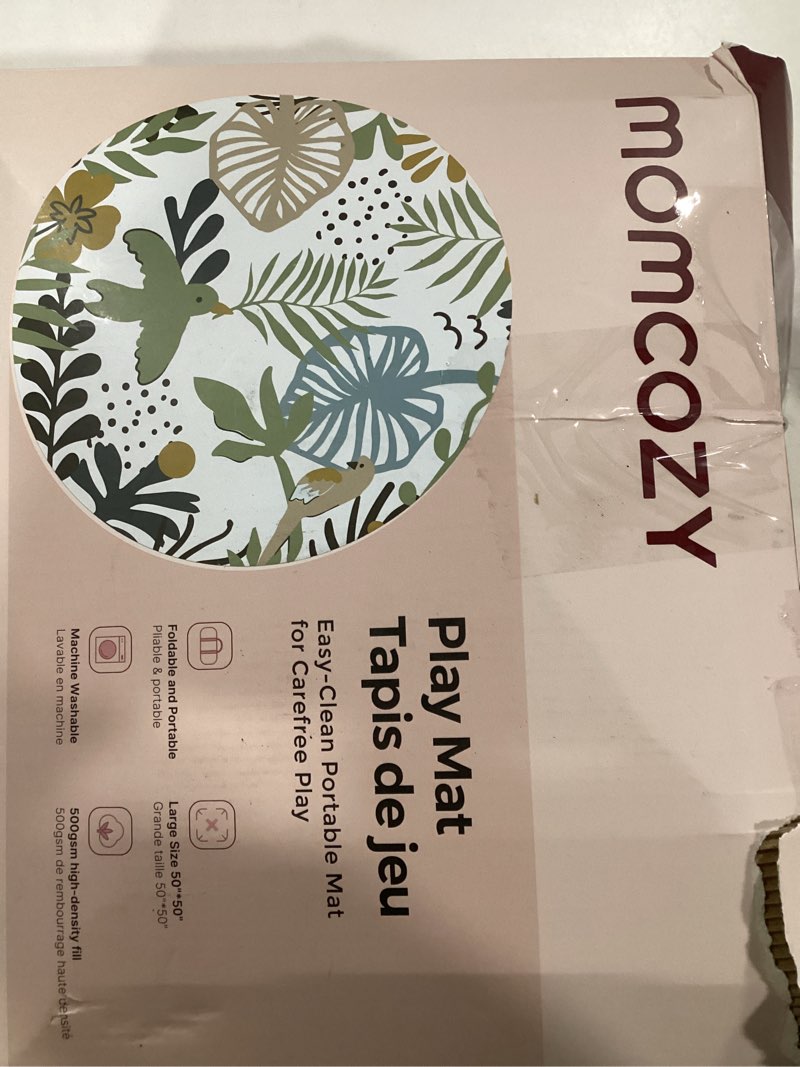 momcozy
Play Mat
Tapis de jeu
Easy-Clean Portable Mat
for Carefree Play
Foldable and Portable
Pliable & portable
Large Size 50"*50"
Grande taille 50"*50"
Machine Washable
Lavable en machine
500gsm high-density fill
500gsm de rembourrage haute densité